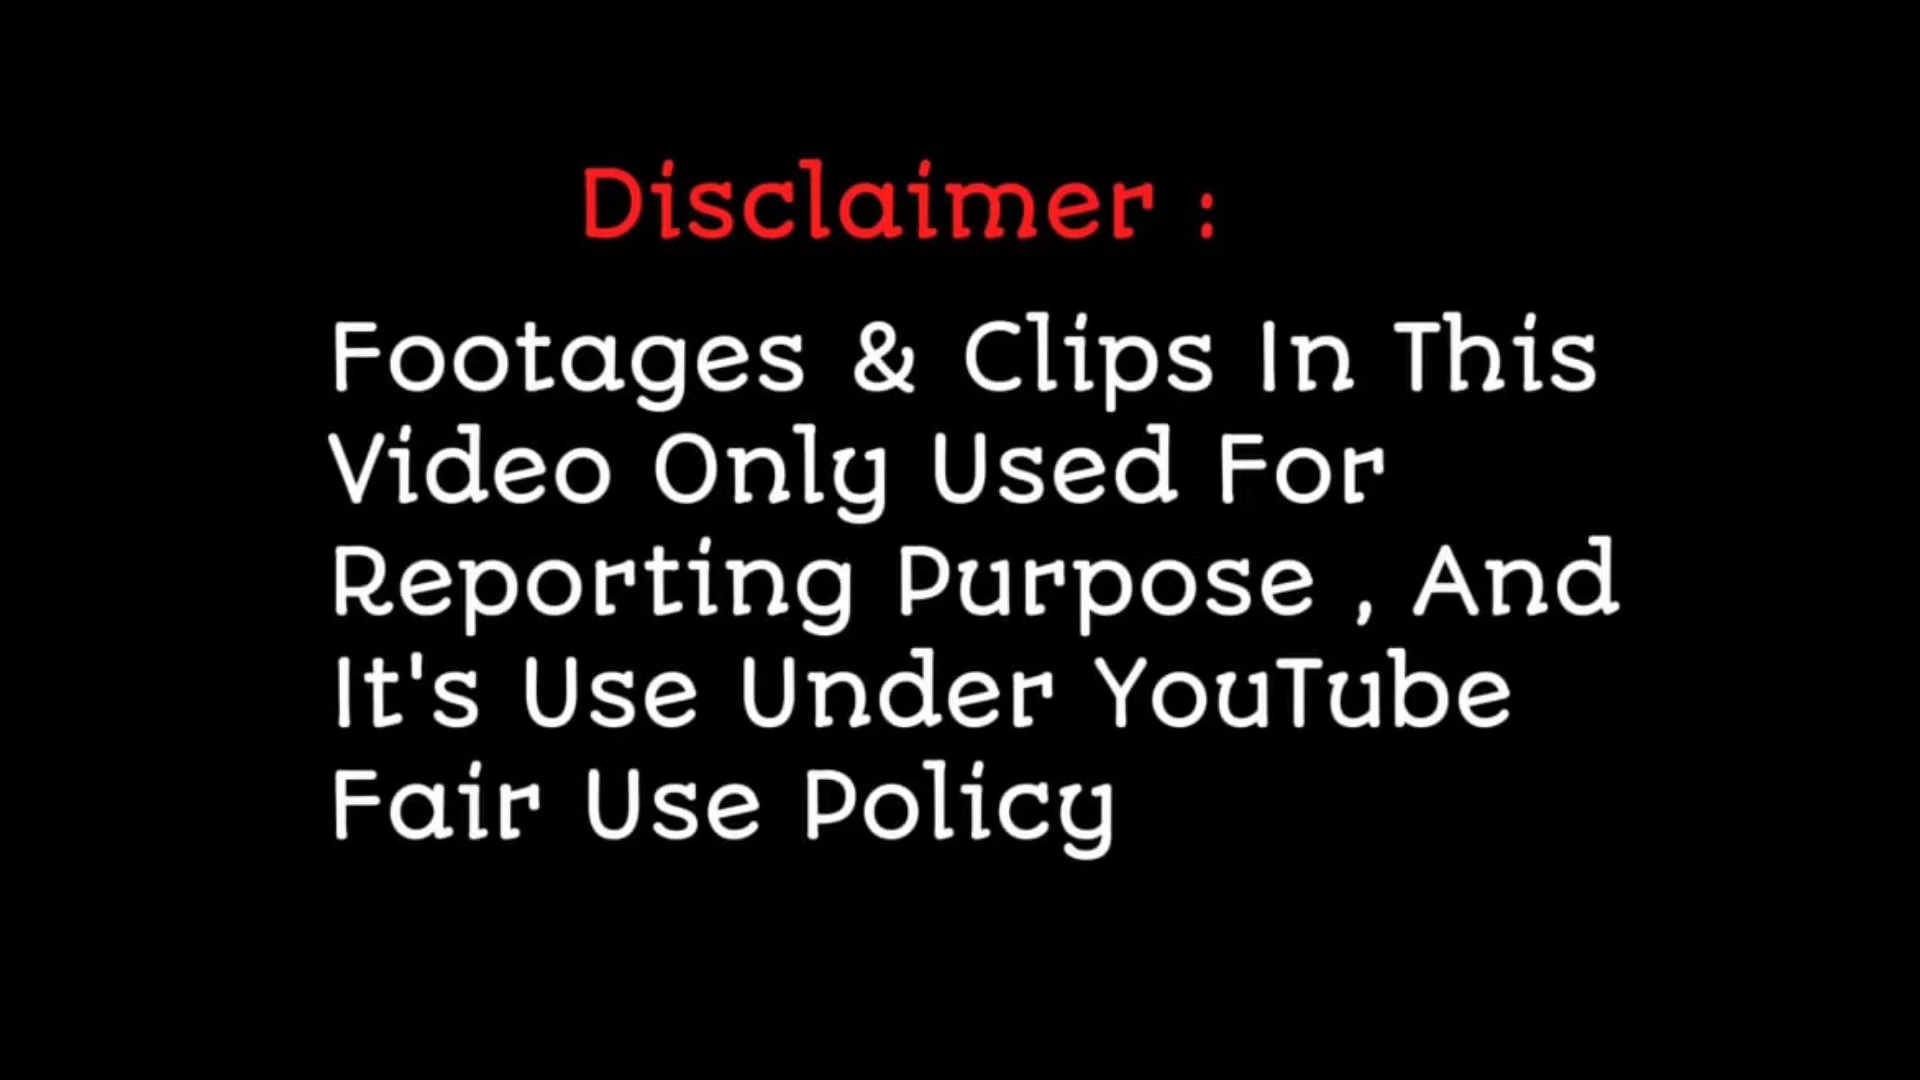 Disclaimer :
Footages & Clips In This
Video Only Used For
Reporting Purpose , And
It's Use Under YouTube
Fair Use Policy